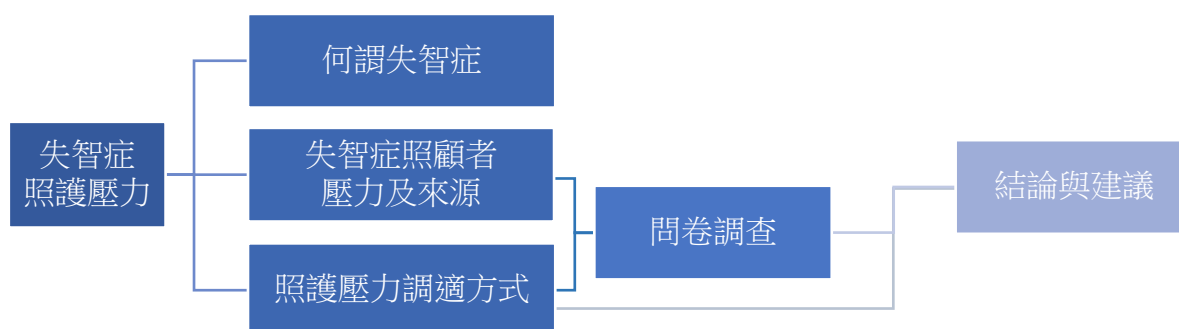 何謂失智症
失智症
照護壓力
失智症照顧者
壓力及來源
照護壓力調適方式
問卷調查
結論與建議